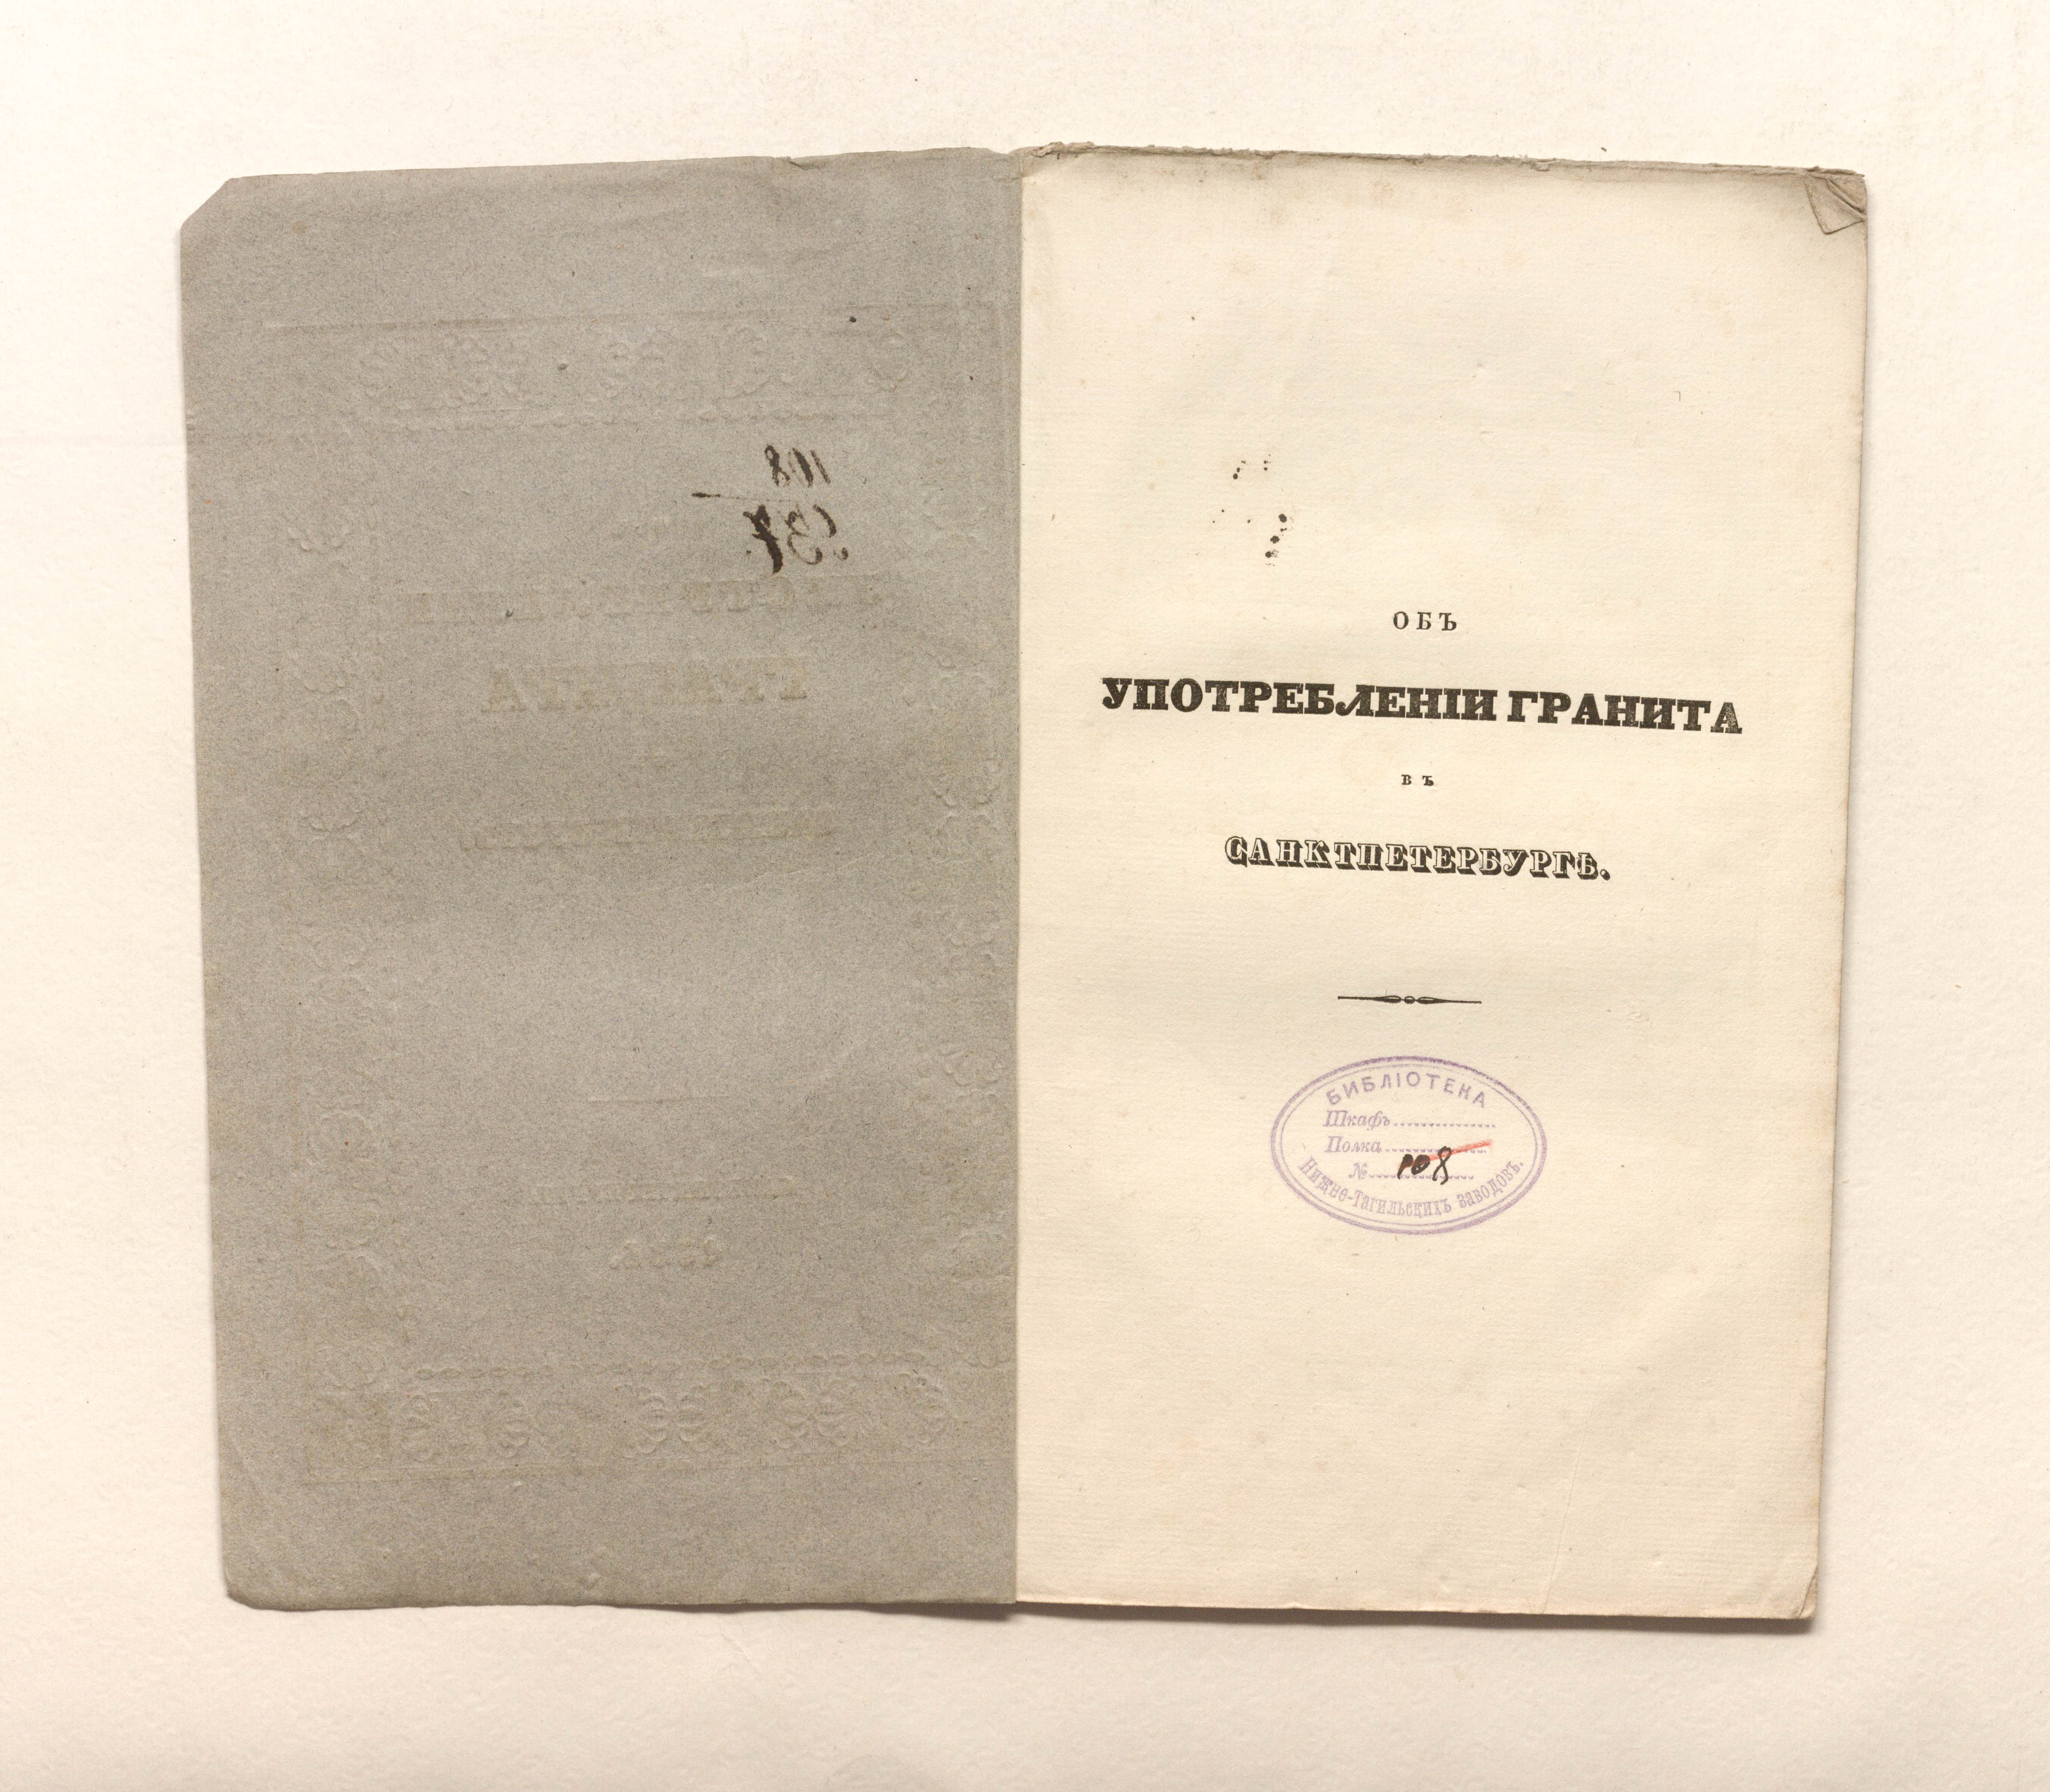 108
ОБЪ
УПОТРЕБЛЕНІИ ГРАНИТА
ВЪ
САНКТПЕТЕРБУРГѢ.
БИБЛІОТЕКА
Шкафъ
Полка
№ 108
Нижне-Тагильскихъ заводовъ.